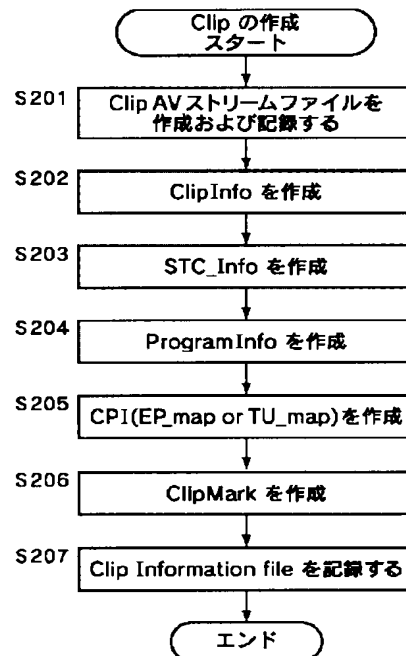 Clip の作成
スタート
S201
Clip AV ストリームファイルを
作成および記録する
S202
ClipInfo を作成
S203
STC_Info を作成
S204
ProgramInfo を作成
S205
CPI(EP_map or TU_map)を作成
S206
ClipMark を作成
S207
Clip Information file を記録する
エンド